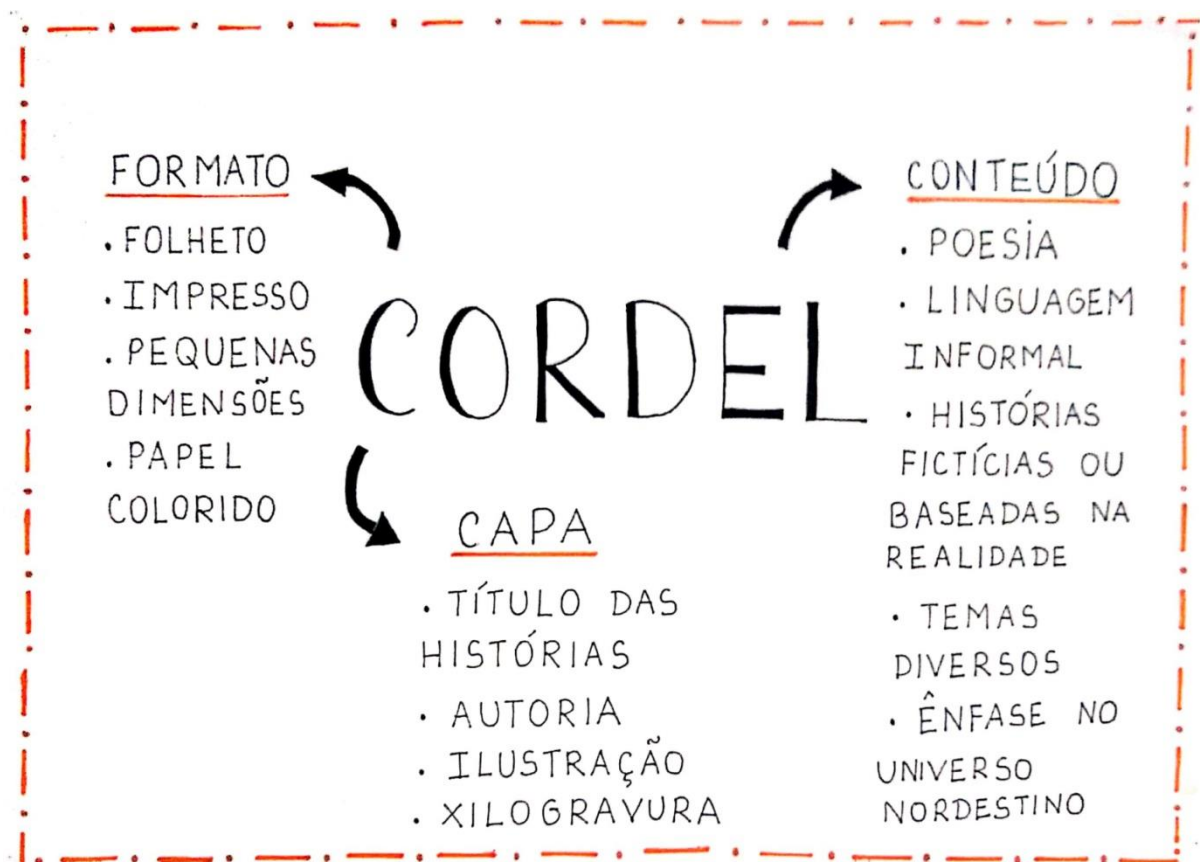 FORMATO
. FOLHETO
. IMPRESSO
. PEQUENAS
DIMENSÕES
. PAPEL
COLORIDO
CORDEL
CAPA
. TÍTULO DAS
HISTÓRIAS
. AUTORIA
. ILUSTRAÇÃO
. XILOGRAVURA
CONTEÚDO
. POESIA
. LINGUAGEM
INFORMAL
. HISTÓRIAS
FICTÍCIAS OU
BASEADAS NA
REALIDADE
. TEMAS
DIVERSOS
. ÊNFASE NO
UNIVERSO
NORDESTINO